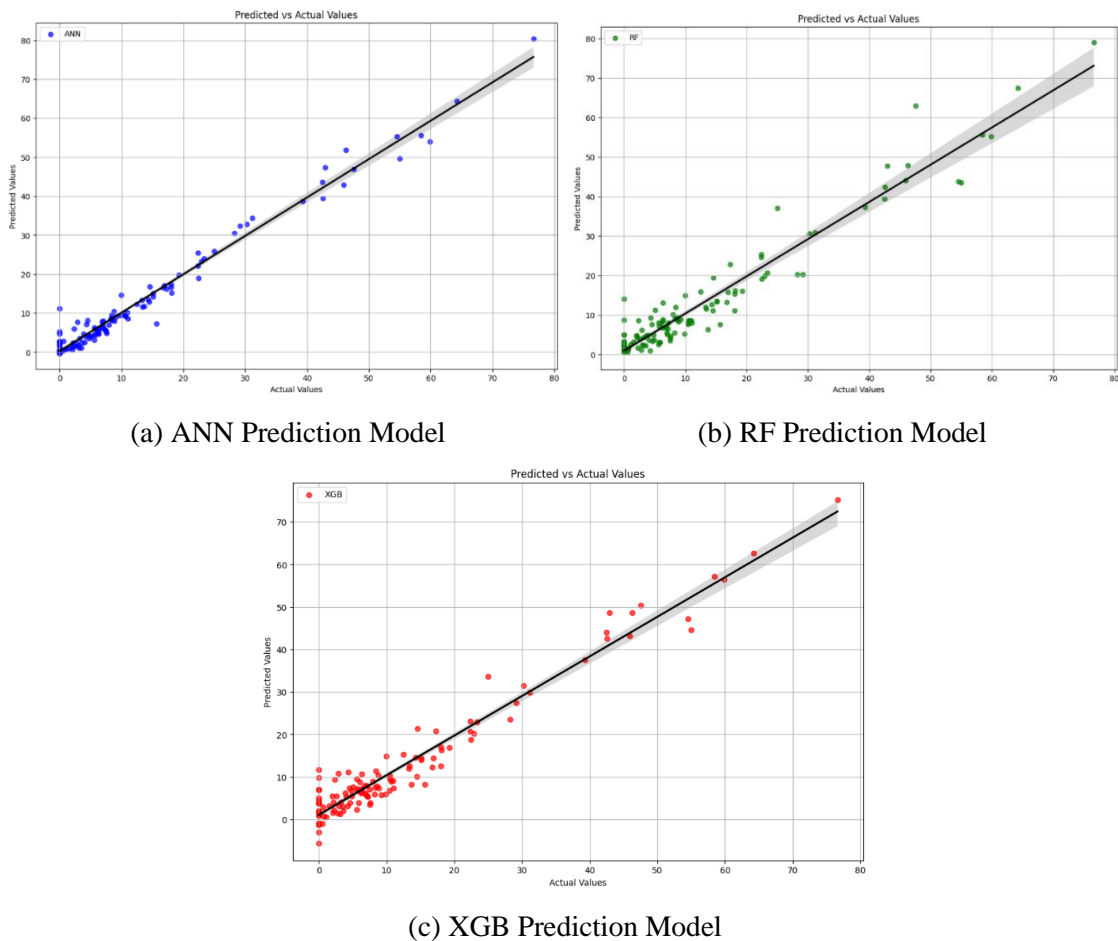 Predicted vs Actual Values
ANN
80
70
60
50
40
30
20
10
0
Predicted Values
0 10 20 30 40 50 60 70 80
Actual Values
(a) ANN Prediction Model
Predicted vs Actual Values
RF
80
70
60
50
40
30
20
10
0
Predicted Values
0 10 20 30 40 50 60 70 80
Actual Values
(b) RF Prediction Model
Predicted vs Actual Values
XGB
70
60
50
40
30
20
10
0
Predicted Values
0 10 20 30 40 50 60 70 80
Actual Values
(c) XGB Prediction Model